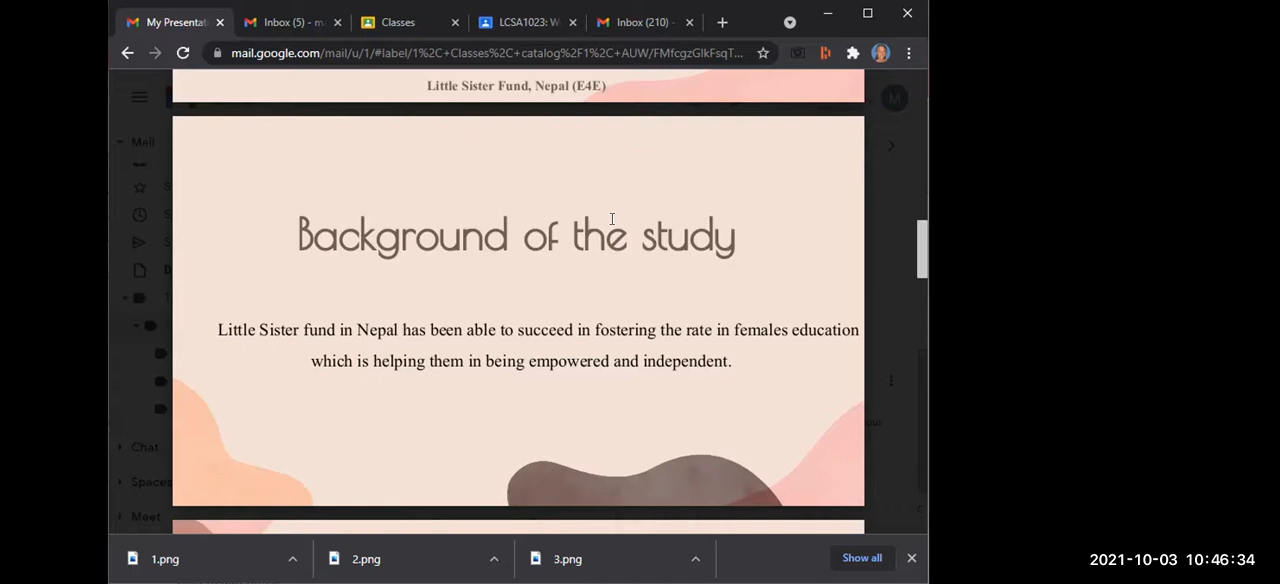 My Presentat
Inbox (5) - m
Classes
LCSA1023: W
Inbox (210) -
mail.google.com/mail/u/1/#label/1%2C+Classes%2C+catalog%2F1%2C+AUW/FMfcgzGlkFsqT...
Little Sister Fund, Nepal (E4E)
M
Mail
Background of the study
Little Sister fund in Nepal has been able to succeed in fostering the rate in females education
which is helping them in being empowered and independent.
Chat
Spaces
Meet
1.png
2.png
3.png
Show all
2021-10-03 10:46:34